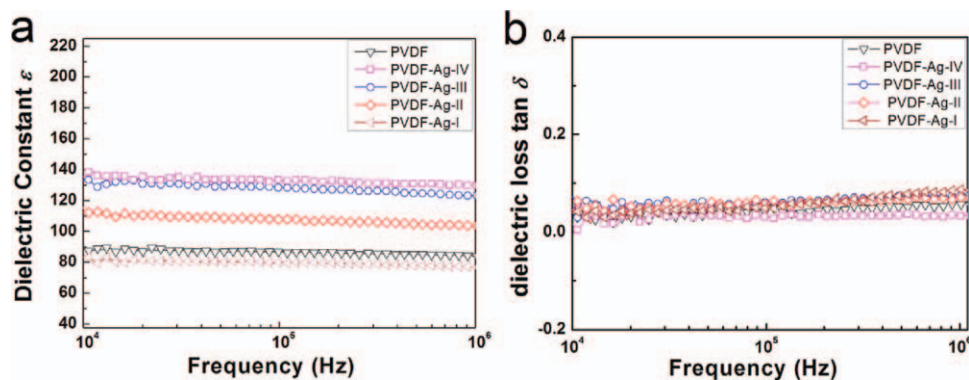 a
Dielectric Constant ε
220
200
180
160
140
120
100
80
60
40
PVDF
PVDF-Ag-IV
PVDF-Ag-III
PVDF-Ag-II
PVDF-Ag-I
10⁴
10⁵
10⁶
Frequency (Hz)
b
dielectric loss tan δ
0.4
0.2
0.0
-0.2
PVDF
PVDF-Ag-IV
PVDF-Ag-III
PVDF-Ag-II
PVDF-Ag-I
10⁴
10⁵
10⁶
Frequency (Hz)